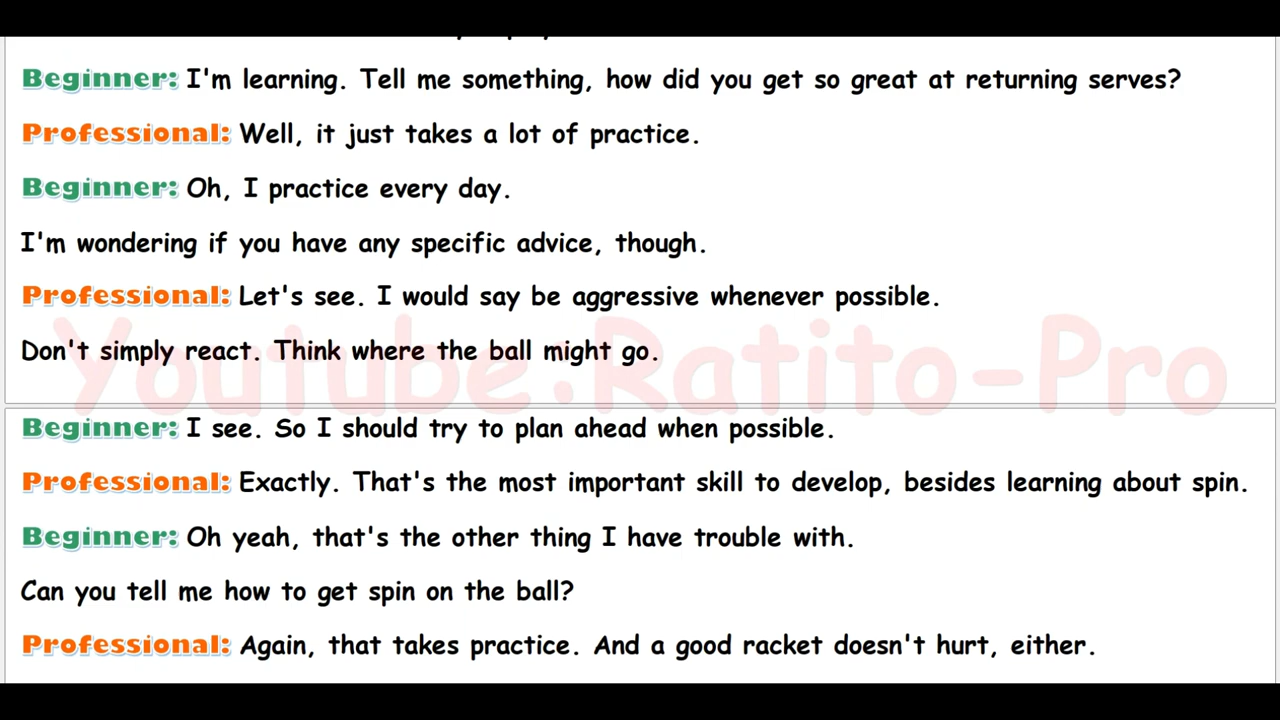 Beginner: I'm learning. Tell me something, how did you get so great at returning serves?
Professional: Well, it just takes a lot of practice.
Beginner: Oh, I practice every day.
I'm wondering if you have any specific advice, though.
Professional: Let's see. I would say be aggressive whenever possible.
Don't simply react. Think where the ball might go.
Youtube:Ratito-Pro
Beginner: I see. So I should try to plan ahead when possible.
Professional: Exactly. That's the most important skill to develop, besides learning about spin.
Beginner: Oh yeah, that's the other thing I have trouble with.
Can you tell me how to get spin on the ball?
Professional: Again, that takes practice. And a good racket doesn't hurt, either.